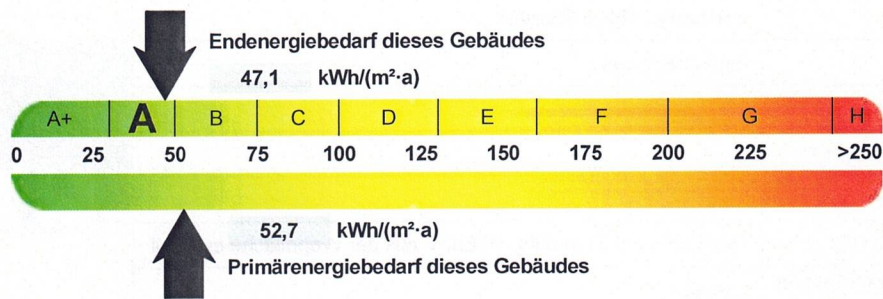 Endenergiebedarf dieses Gebäudes
47,1 kWh/(m²·a)
A+ A B C D E F G H
0 25 50 75 100 125 150 175 200 225 >250
52,7 kWh/(m²·a)
Primärenergiebedarf dieses Gebäudes